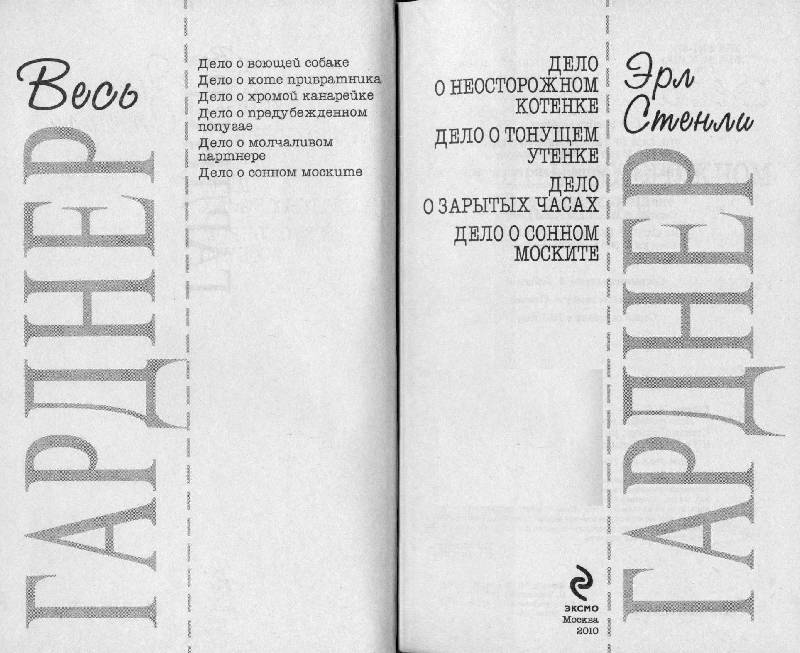 Весь
ГАРДНЕР
Дело о воющей собаке
Дело о коте привратника
Дело о хромой канарейке
Дело о предубежденном
попугае
Дело о молчаливом
партнере
Дело о сонном моските
ДЕЛО
О НЕОСТОРОЖНОМ
КОТЕНКЕ
ДЕЛО О ТОНУЩЕМ
УТЕНКЕ
ДЕЛО
О ЗАРЫТЫХ ЧАСАХ
ДЕЛО О СОННОМ
МОСКИТЕ
Эрл
Стенли
ГАРДНЕР
ЭКСМО
Москва
2010